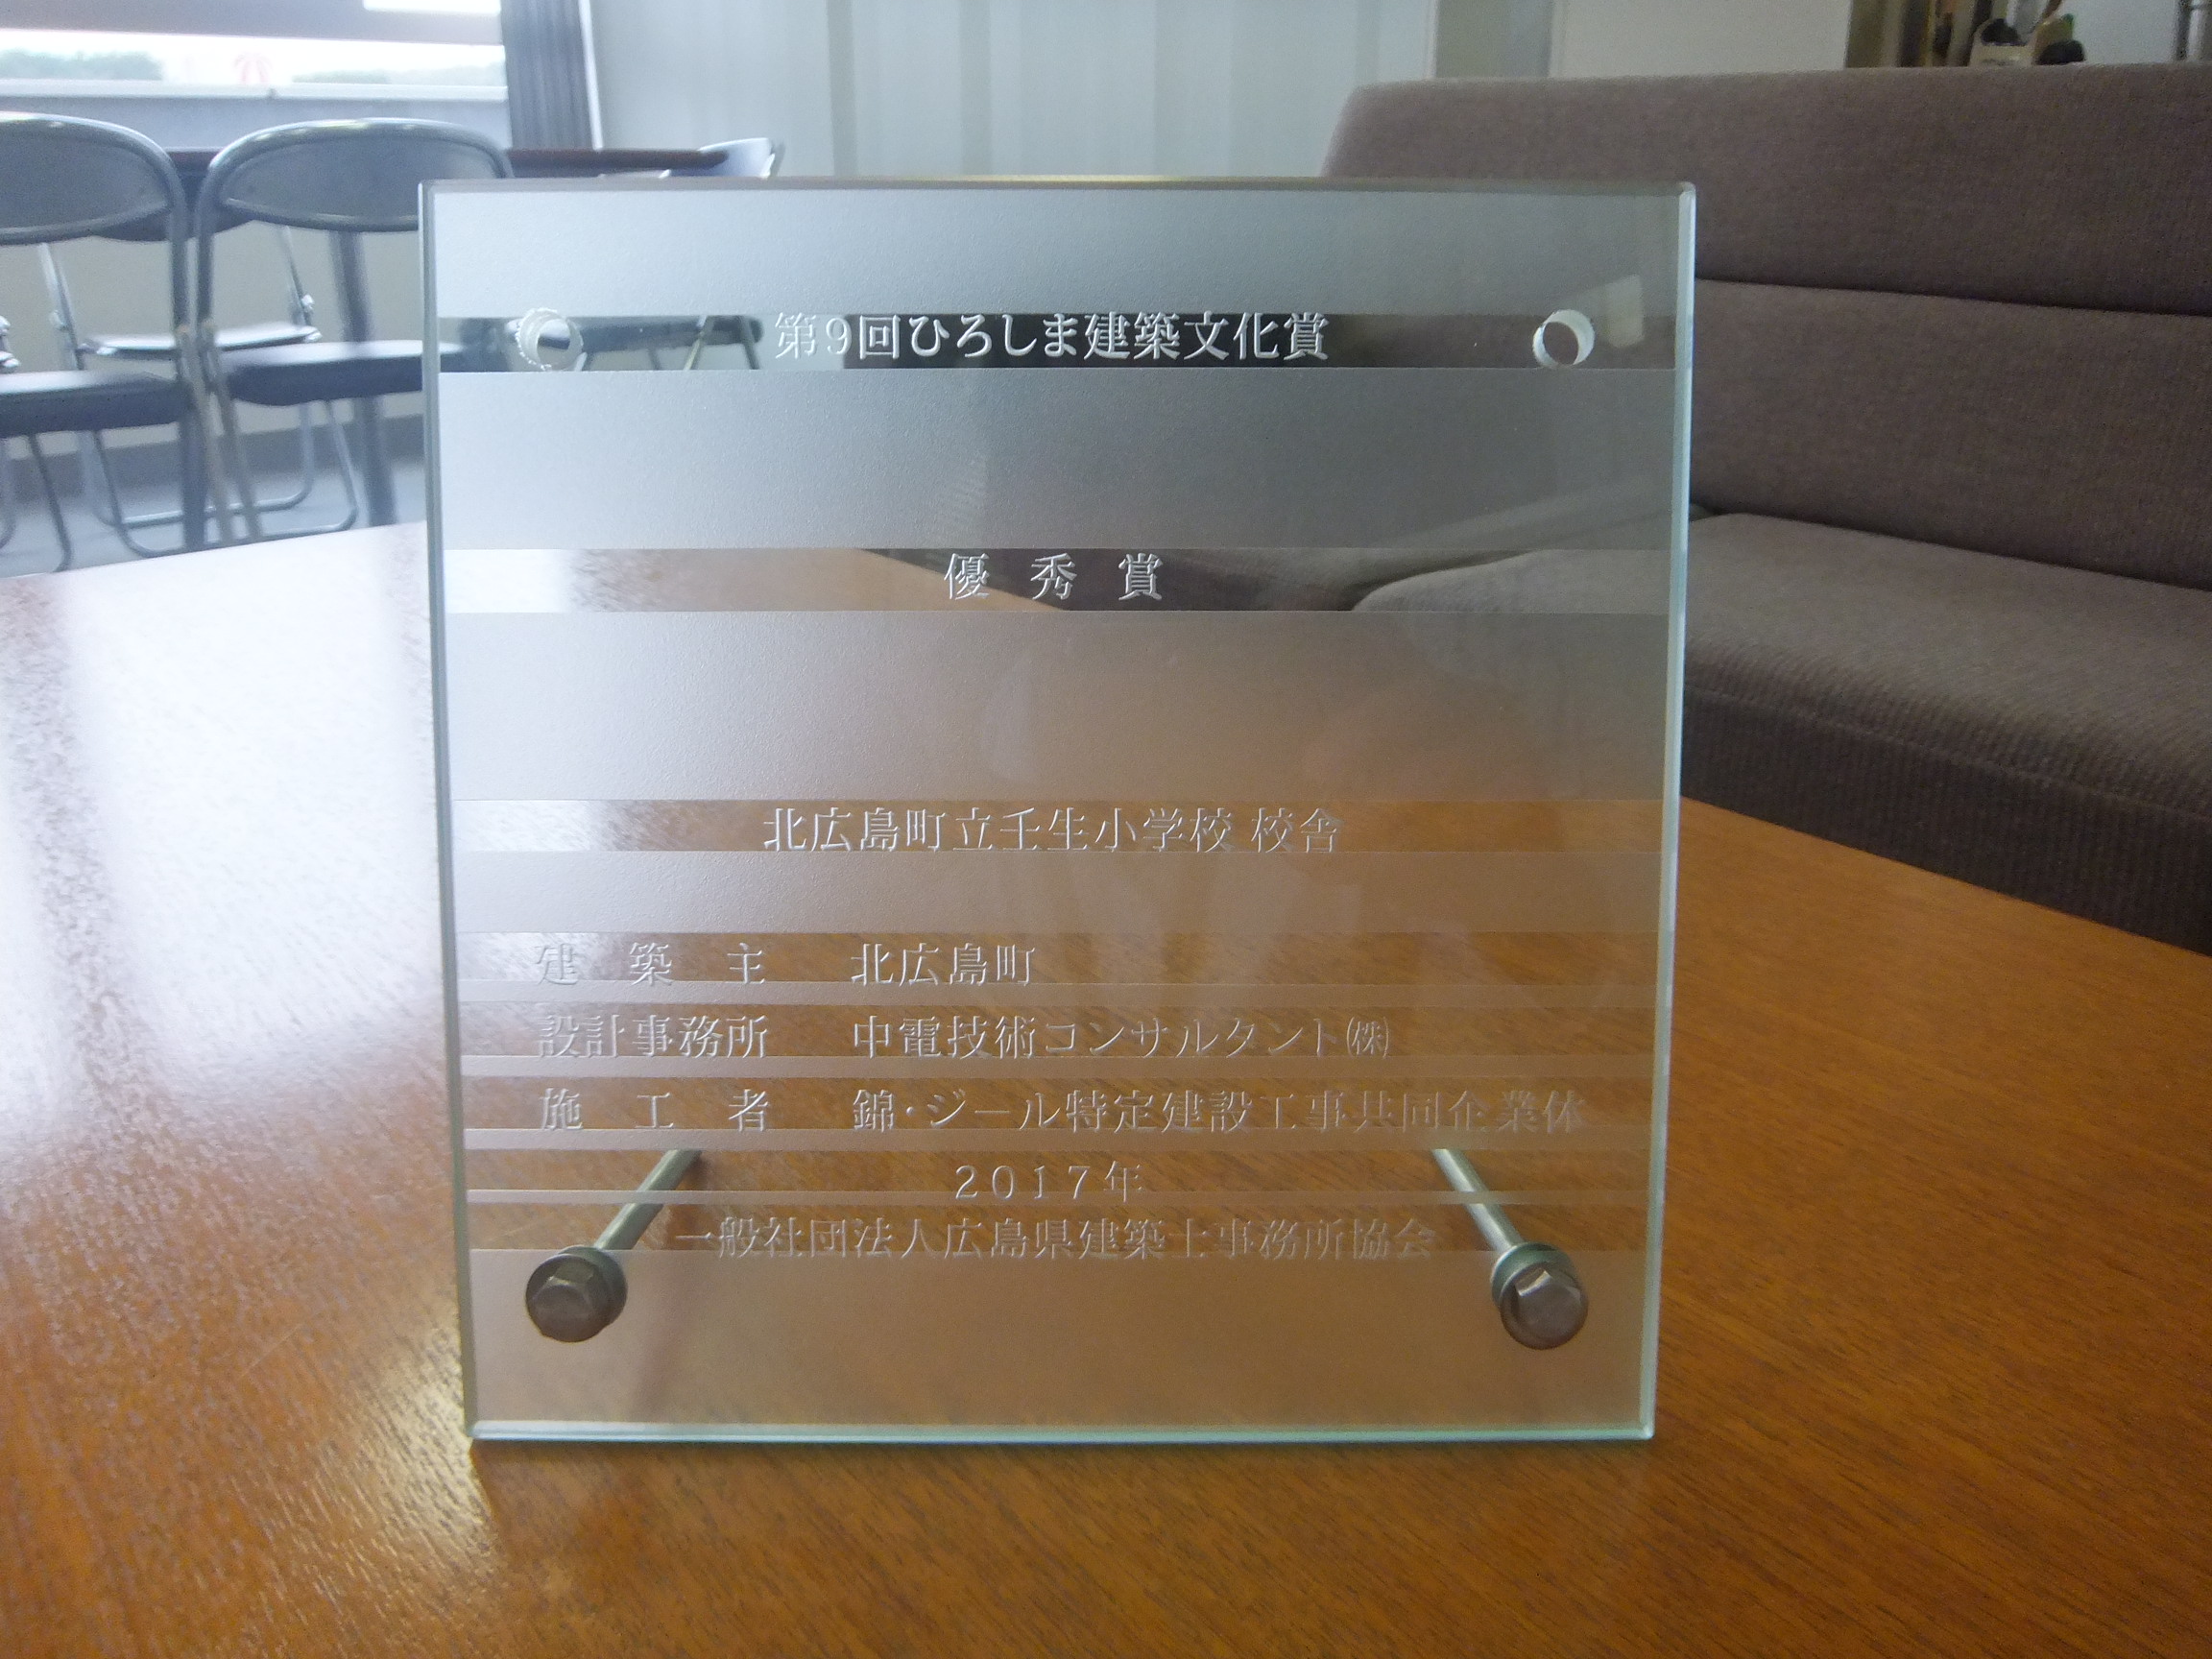 第9回ひろしま建築文化賞
優秀賞
北広島町立壬生小学校 校舎
建築主 北広島町
設計事務所 中電技術コンサルタント㈱
施工者 錦・ジール特定建設工事共同企業体
2017年
一般社団法人広島県建築士事務所協会